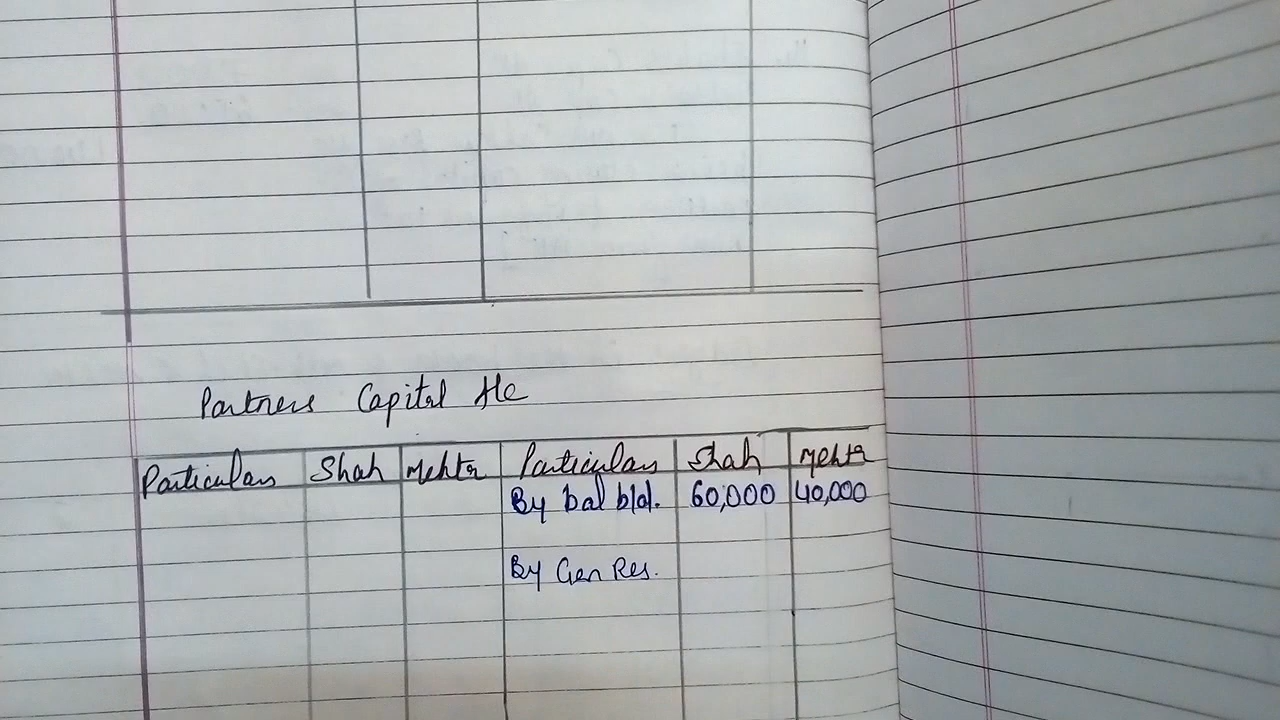 Partners Capital A/c
Particulars Shah Mehta Particulars Shah Mehta
By bal b/d. 60,000 40,000
By Gen Res.